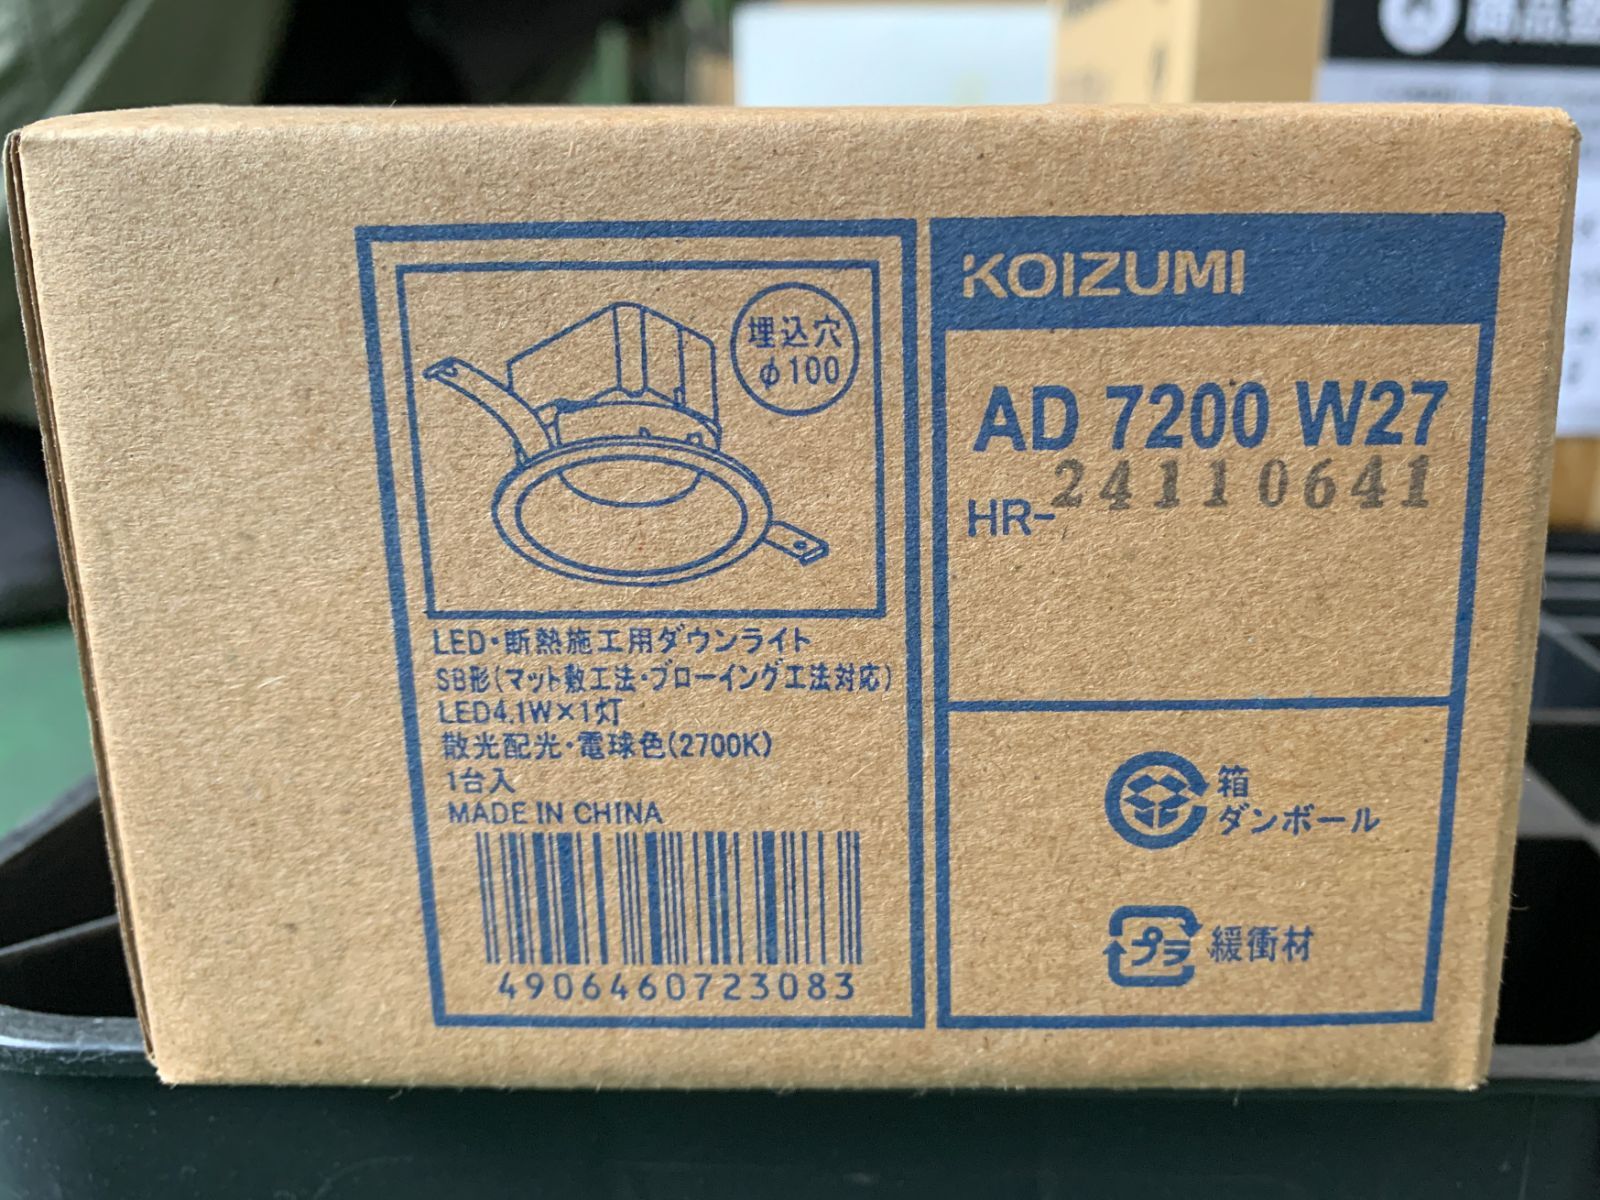 埋込穴
φ100
LED・断熱施工用ダウンライト
SB形(マット敷工法・ブローイング工法対応)
LED4.1W×1灯
散光配光・電球色(2700K)
1台入
MADE IN CHINA
4906460723083
KOIZUMI
AD 7200 W27
HR-24110641
箱
ダンボール
プラ 緩衝材